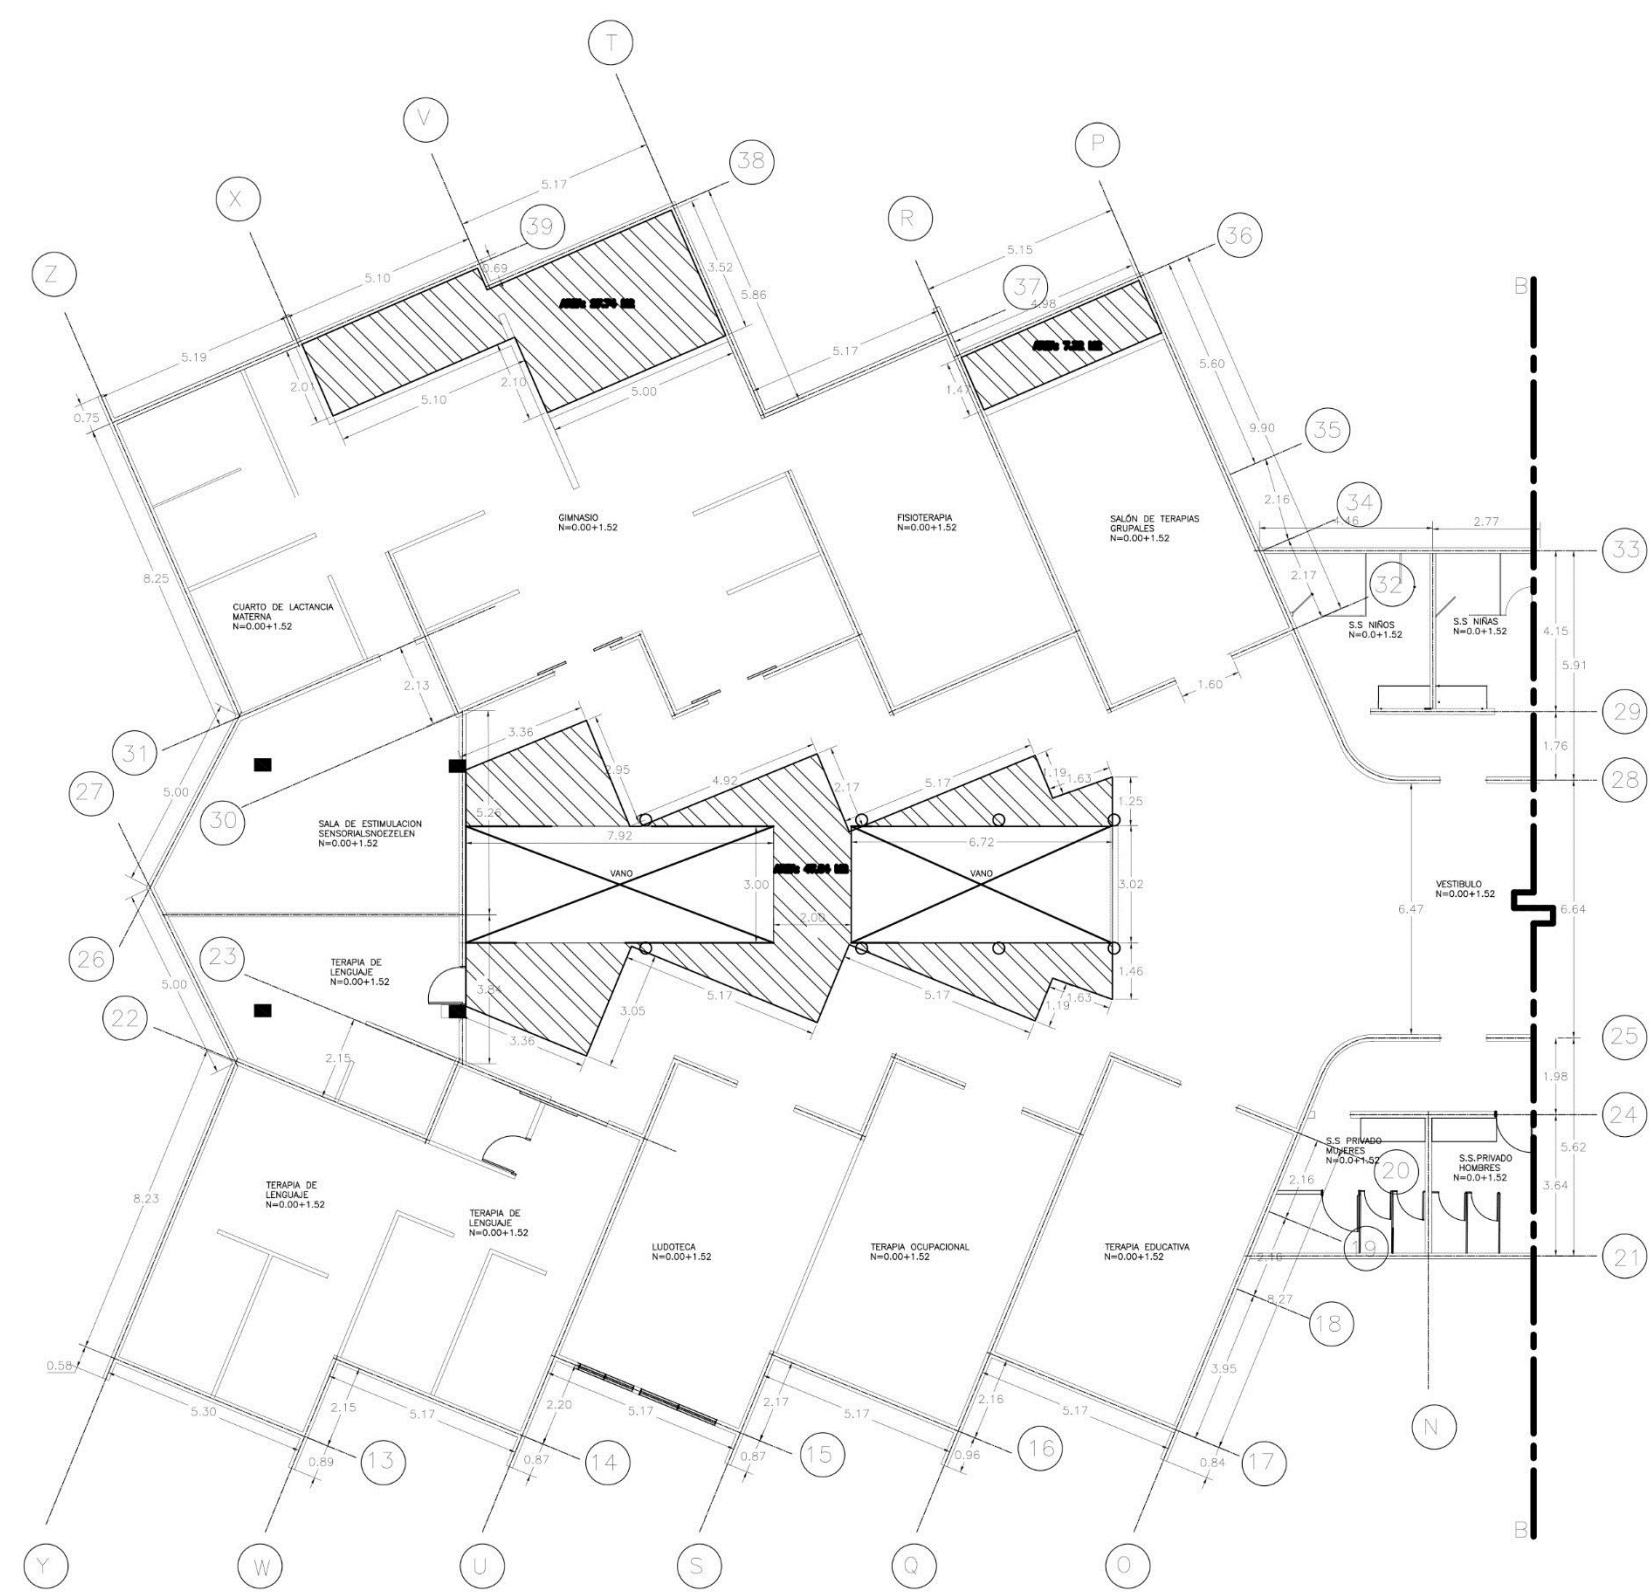 T
V
38
P
5.17
X
R
39
36
5.15
Z
5.10
0.69
3.52
37
5.86
4.98
B
5.19
5.17
5.60
2.01
2.10
5.10
5.00
0.75
9.90
35
2.16
34
4.46
2.77
GIMNASIO
N=0.00+1.52
FISIOTERAPIA
N=0.00+1.52
SALÓN DE TERAPIAS
GRUPALES
N=0.00+1.52
33
8.25
2.17
32
CUARTO DE LACTANCIA
MATERNA
N=0.00+1.52
S.S NIÑOS
N=0.0+1.52
S.S NIÑAS
N=0.0+1.52
4.15
5.91
2.13
1.60
29
3.36
31
2.95
4.92
2.17
5.17
1.19
1.63
1.76
28
27
5.00
1.25
30
5.26
SALA DE ESTIMULACION
SENSORIALSNOEZELEN
N=0.00+1.52
7.92
6.72
VANO
VANO
3.00
3.02
VESTIBULO
N=0.00+1.52
6.47
6.64
2.00
26
23
TERAPIA DE
LENGUAJE
N=0.00+1.52
5.00
3.84
5.17
5.17
1.46
1.63
1.19
22
3.05
3.36
25
2.15
1.98
24
S.S PRIVADO
MUJERES
N=0.0+1.52
S.S.PRIVADO
HOMBRES
N=0.0+1.52
5.62
20
2.16
3.64
8.23
TERAPIA DE
LENGUAJE
N=0.00+1.52
TERAPIA DE
LENGUAJE
N=0.00+1.52
LUDOTECA
N=0.00+1.52
TERAPIA OCUPACIONAL
N=0.00+1.52
TERAPIA EDUCATIVA
N=0.00+1.52
19
2.16
21
8.27
18
0.58
3.95
5.30
2.15
5.17
2.20
5.17
2.17
5.17
2.16
5.17
N
13
14
15
16
17
0.89
0.87
0.87
0.96
0.84
B
Y
W
U
S
Q
O